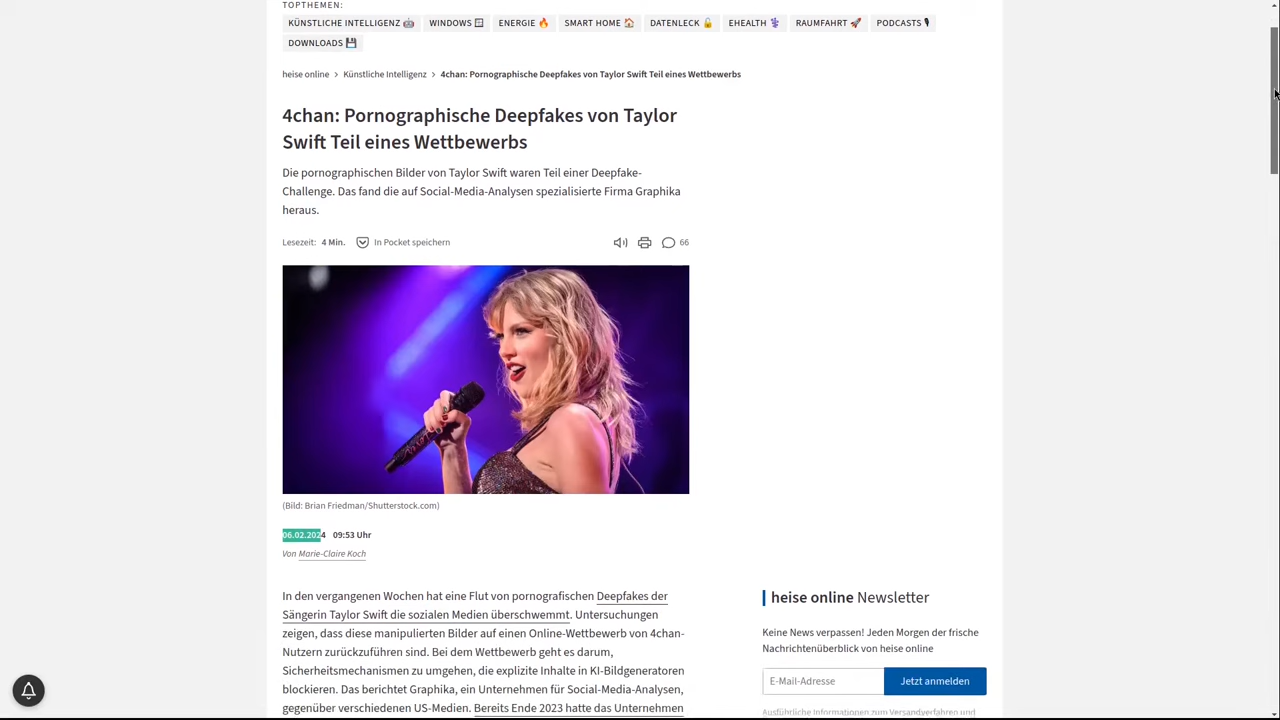 TOPTHEMEN:
KÜNSTLICHE INTELLIGENZ 🤖 WINDOWS 🪟 ENERGIE 🔥 SMART HOME 🏠 DATENLECK 🔓 EHEALTH ⚕️ RAUMFAHRT 🚀 PODCASTS 🎙
DOWNLOADS 💾
heise online > Künstliche Intelligenz > 4chan: Pornographische Deepfakes von Taylor Swift Teil eines Wettbewerbs
4chan: Pornographische Deepfakes von Taylor
Swift Teil eines Wettbewerbs
Die pornographischen Bilder von Taylor Swift waren Teil einer Deepfake-
Challenge. Das fand die auf Social-Media-Analysen spezialisierte Firma Graphika
heraus.
Lesezeit: 4 Min. In Pocket speichern 66
(Bild: Brian Friedman/Shutterstock.com)
06.02.2024 09:53 Uhr
Von Marie-Claire Koch
In den vergangenen Wochen hat eine Flut von pornografischen Deepfakes der
Sängerin Taylor Swift die sozialen Medien überschwemmt. Untersuchungen
zeigen, dass diese manipulierten Bilder auf einen Online-Wettbewerb von 4chan-
Nutzern zurückzuführen sind. Bei dem Wettbewerb geht es darum,
Sicherheitsmechanismen zu umgehen, die explizite Inhalte in KI-Bildgeneratoren
blockieren. Das berichtet Graphika, ein Unternehmen für Social-Media-Analysen,
gegenüber verschiedenen US-Medien. Bereits Ende 2023 hatte das Unternehmen
heise online Newsletter
Keine News verpassen! Jeden Morgen der frische
Nachrichtenüberblick von heise online
E-Mail-Adresse Jetzt anmelden
Ausführliche Informationen zum Versandverfahren und